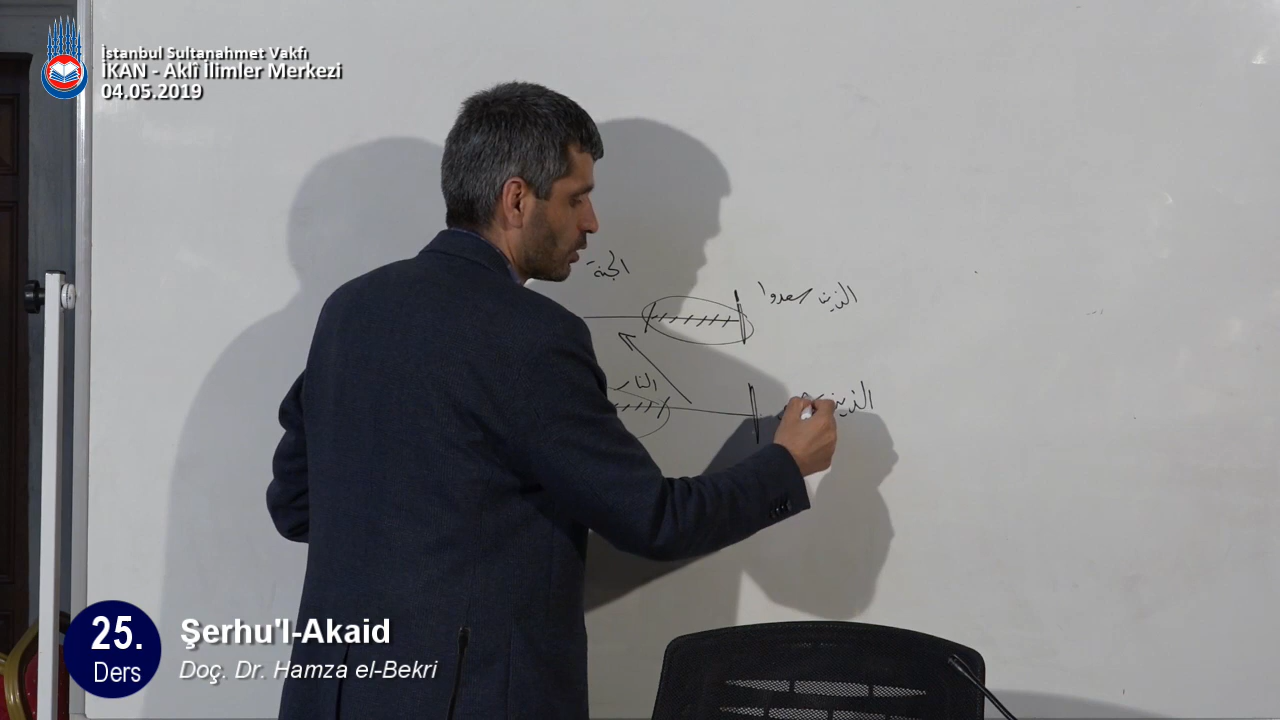 İstanbul Sultanahmet Vakfı
İKAN - Aklî İlimler Merkezi
04.05.2019
الجنة
الذين سعدوا
النار
الذين
25.
Ders
Şerhu'l-Akaid
Doç. Dr. Hamza el-Bekri